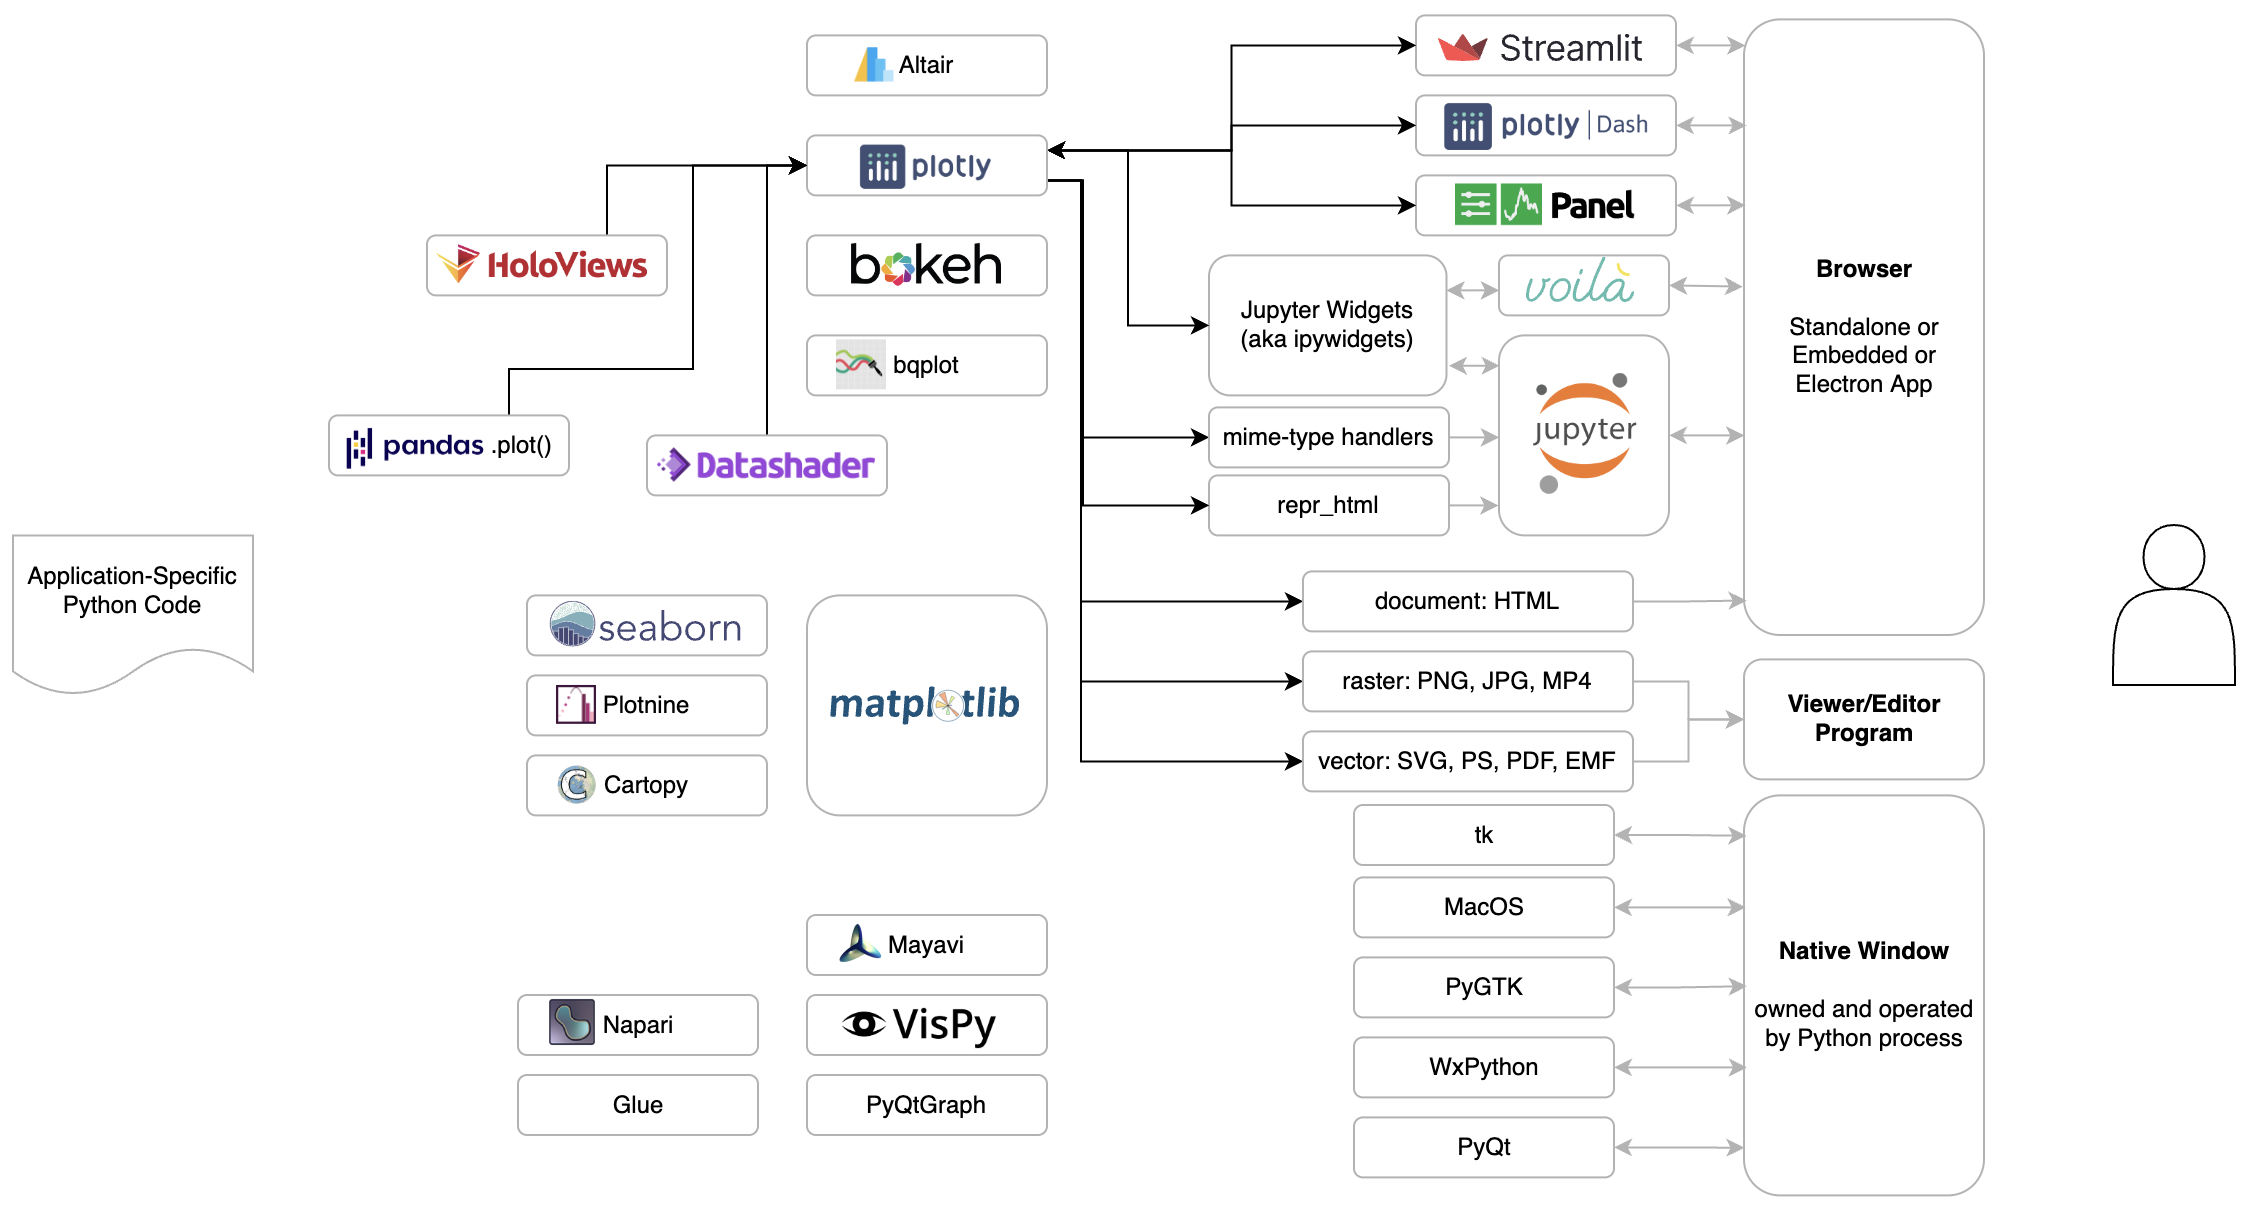 Altair
plotly
HoloViews
bokeh
bqplot
pandas .plot()
Datashader
Application-Specific
Python Code
seaborn
Plotnine
Cartopy
matplotlib
Mayavi
Napari
VisPy
Glue
PyQtGraph
Streamlit
plotly | Dash
Panel
Jupyter Widgets
(aka ipywidgets)
voilà
mime-type handlers
repr_html
jupyter
document: HTML
raster: PNG, JPG, MP4
vector: SVG, PS, PDF, EMF
tk
MacOS
PyGTK
WxPython
PyQt
Browser
Standalone or
Embedded or
Electron App
Viewer/Editor
Program
Native Window
owned and operated
by Python process